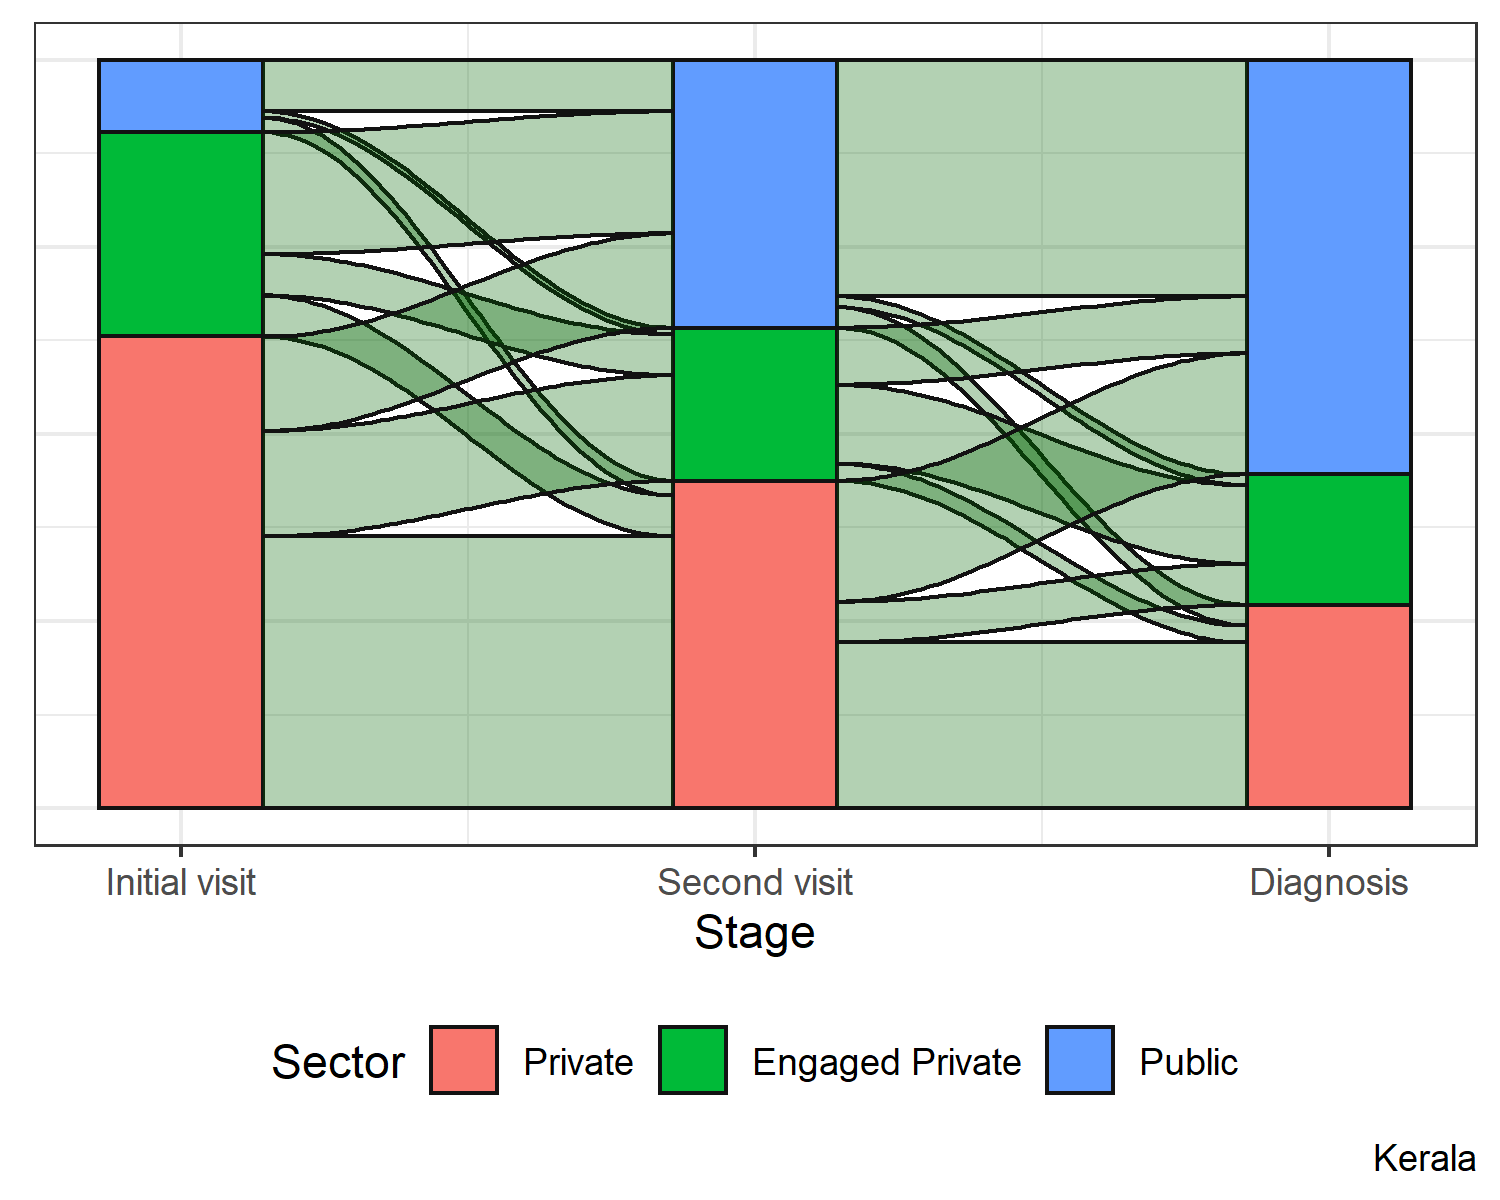 Initial visit Second visit Diagnosis
Stage
Sector Private Engaged Private Public
Kerala